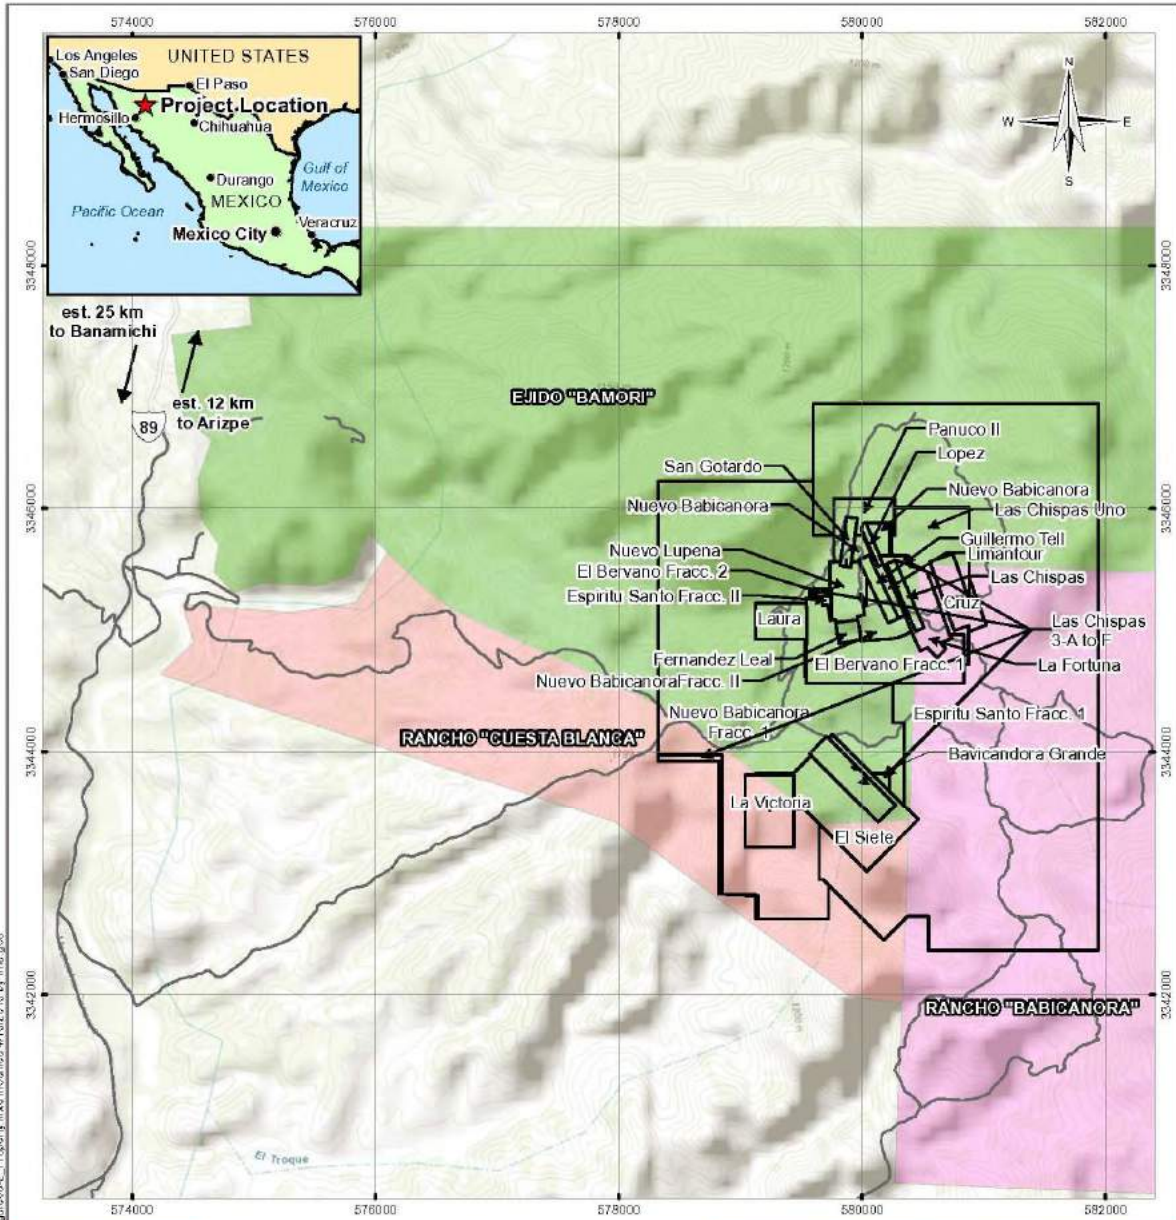 574000
576000
578000
580000
582000
Los Angeles
San Diego
UNITED STATES
El Paso
Project Location
Hermosillo
Chihuahua
Gulf of
Mexico
Durango
MEXICO
Pacific Ocean
Veracruz
Mexico City
N
W
E
S
3348000
3348000
est. 25 km
to Banamichi
est. 12 km
to Arizpe
89
EJIDO "BAMORI"
Panuco II
Lopez
San Gotardo
Nuevo Babicanora
Nuevo Babicanora
3346000
3346000
Las Chispas Uno
Guillermo Tell
Limantour
Nuevo Lupena
El Bervano Fracc. 2
Las Chispas
Espiritu Santo Fracc. II
Cruz
Laura
Las Chispas
3-A to F
Fernandez Leal
El Bervano Fracc. 1
La Fortuna
Nuevo BabicanoraFracc. II
Nuevo Babicanora
Fracc. 1
Espiritu Santo Fracc. 1
RANCHO "CUESTA BLANCA"
3344000
3344000
Bavicandora Grande
La Victoria
El Siete
3342000
3342000
RANCHO "BABICANORA"
1200 m
El Troque
574000
576000
578000
580000
582000